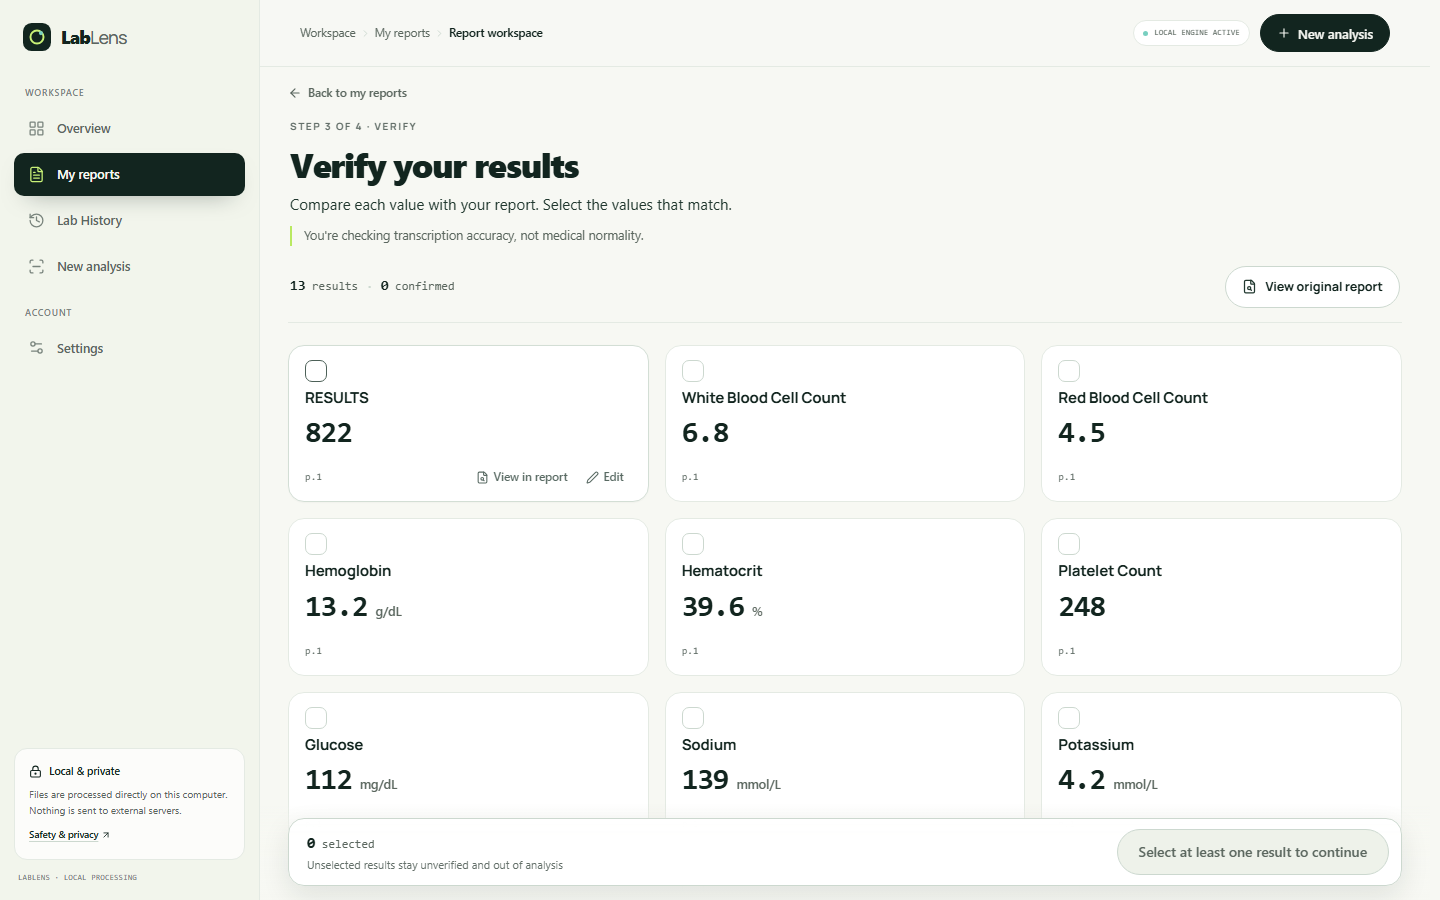 LabLens
WORKSPACE
Overview
My reports
Lab History
New analysis
ACCOUNT
Settings
Local & private
Files are processed directly on this computer.
Nothing is sent to external servers.
Safety & privacy
LABLENS · LOCAL PROCESSING
Workspace › My reports › Report workspace
LOCAL ENGINE ACTIVE
New analysis
Back to my reports
STEP 3 OF 4 · VERIFY
Verify your results
Compare each value with your report. Select the values that match.
You're checking transcription accuracy, not medical normality.
13 results · 0 confirmed
View original report
RESULTS
822
p.1
View in report
Edit
White Blood Cell Count
6.8
p.1
Red Blood Cell Count
4.5
p.1
Hemoglobin
13.2 g/dL
p.1
Hematocrit
39.6 %
p.1
Platelet Count
248
p.1
Glucose
112 mg/dL
Sodium
139 mmol/L
Potassium
4.2 mmol/L
0 selected
Unselected results stay unverified and out of analysis
Select at least one result to continue